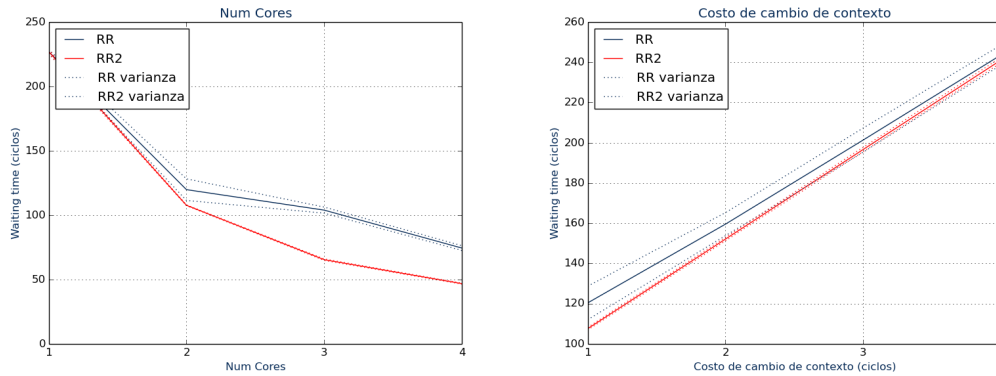 Num Cores
RR
RR2
RR varianza
RR2 varianza
Waiting time (ciclos)
250
200
150
100
50
0
1 2 3 4
Num Cores
Costo de cambio de contexto
RR
RR2
RR varianza
RR2 varianza
Waiting time (ciclos)
260
240
220
200
180
160
140
120
100
1 2 3
Costo de cambio de contexto (ciclos)